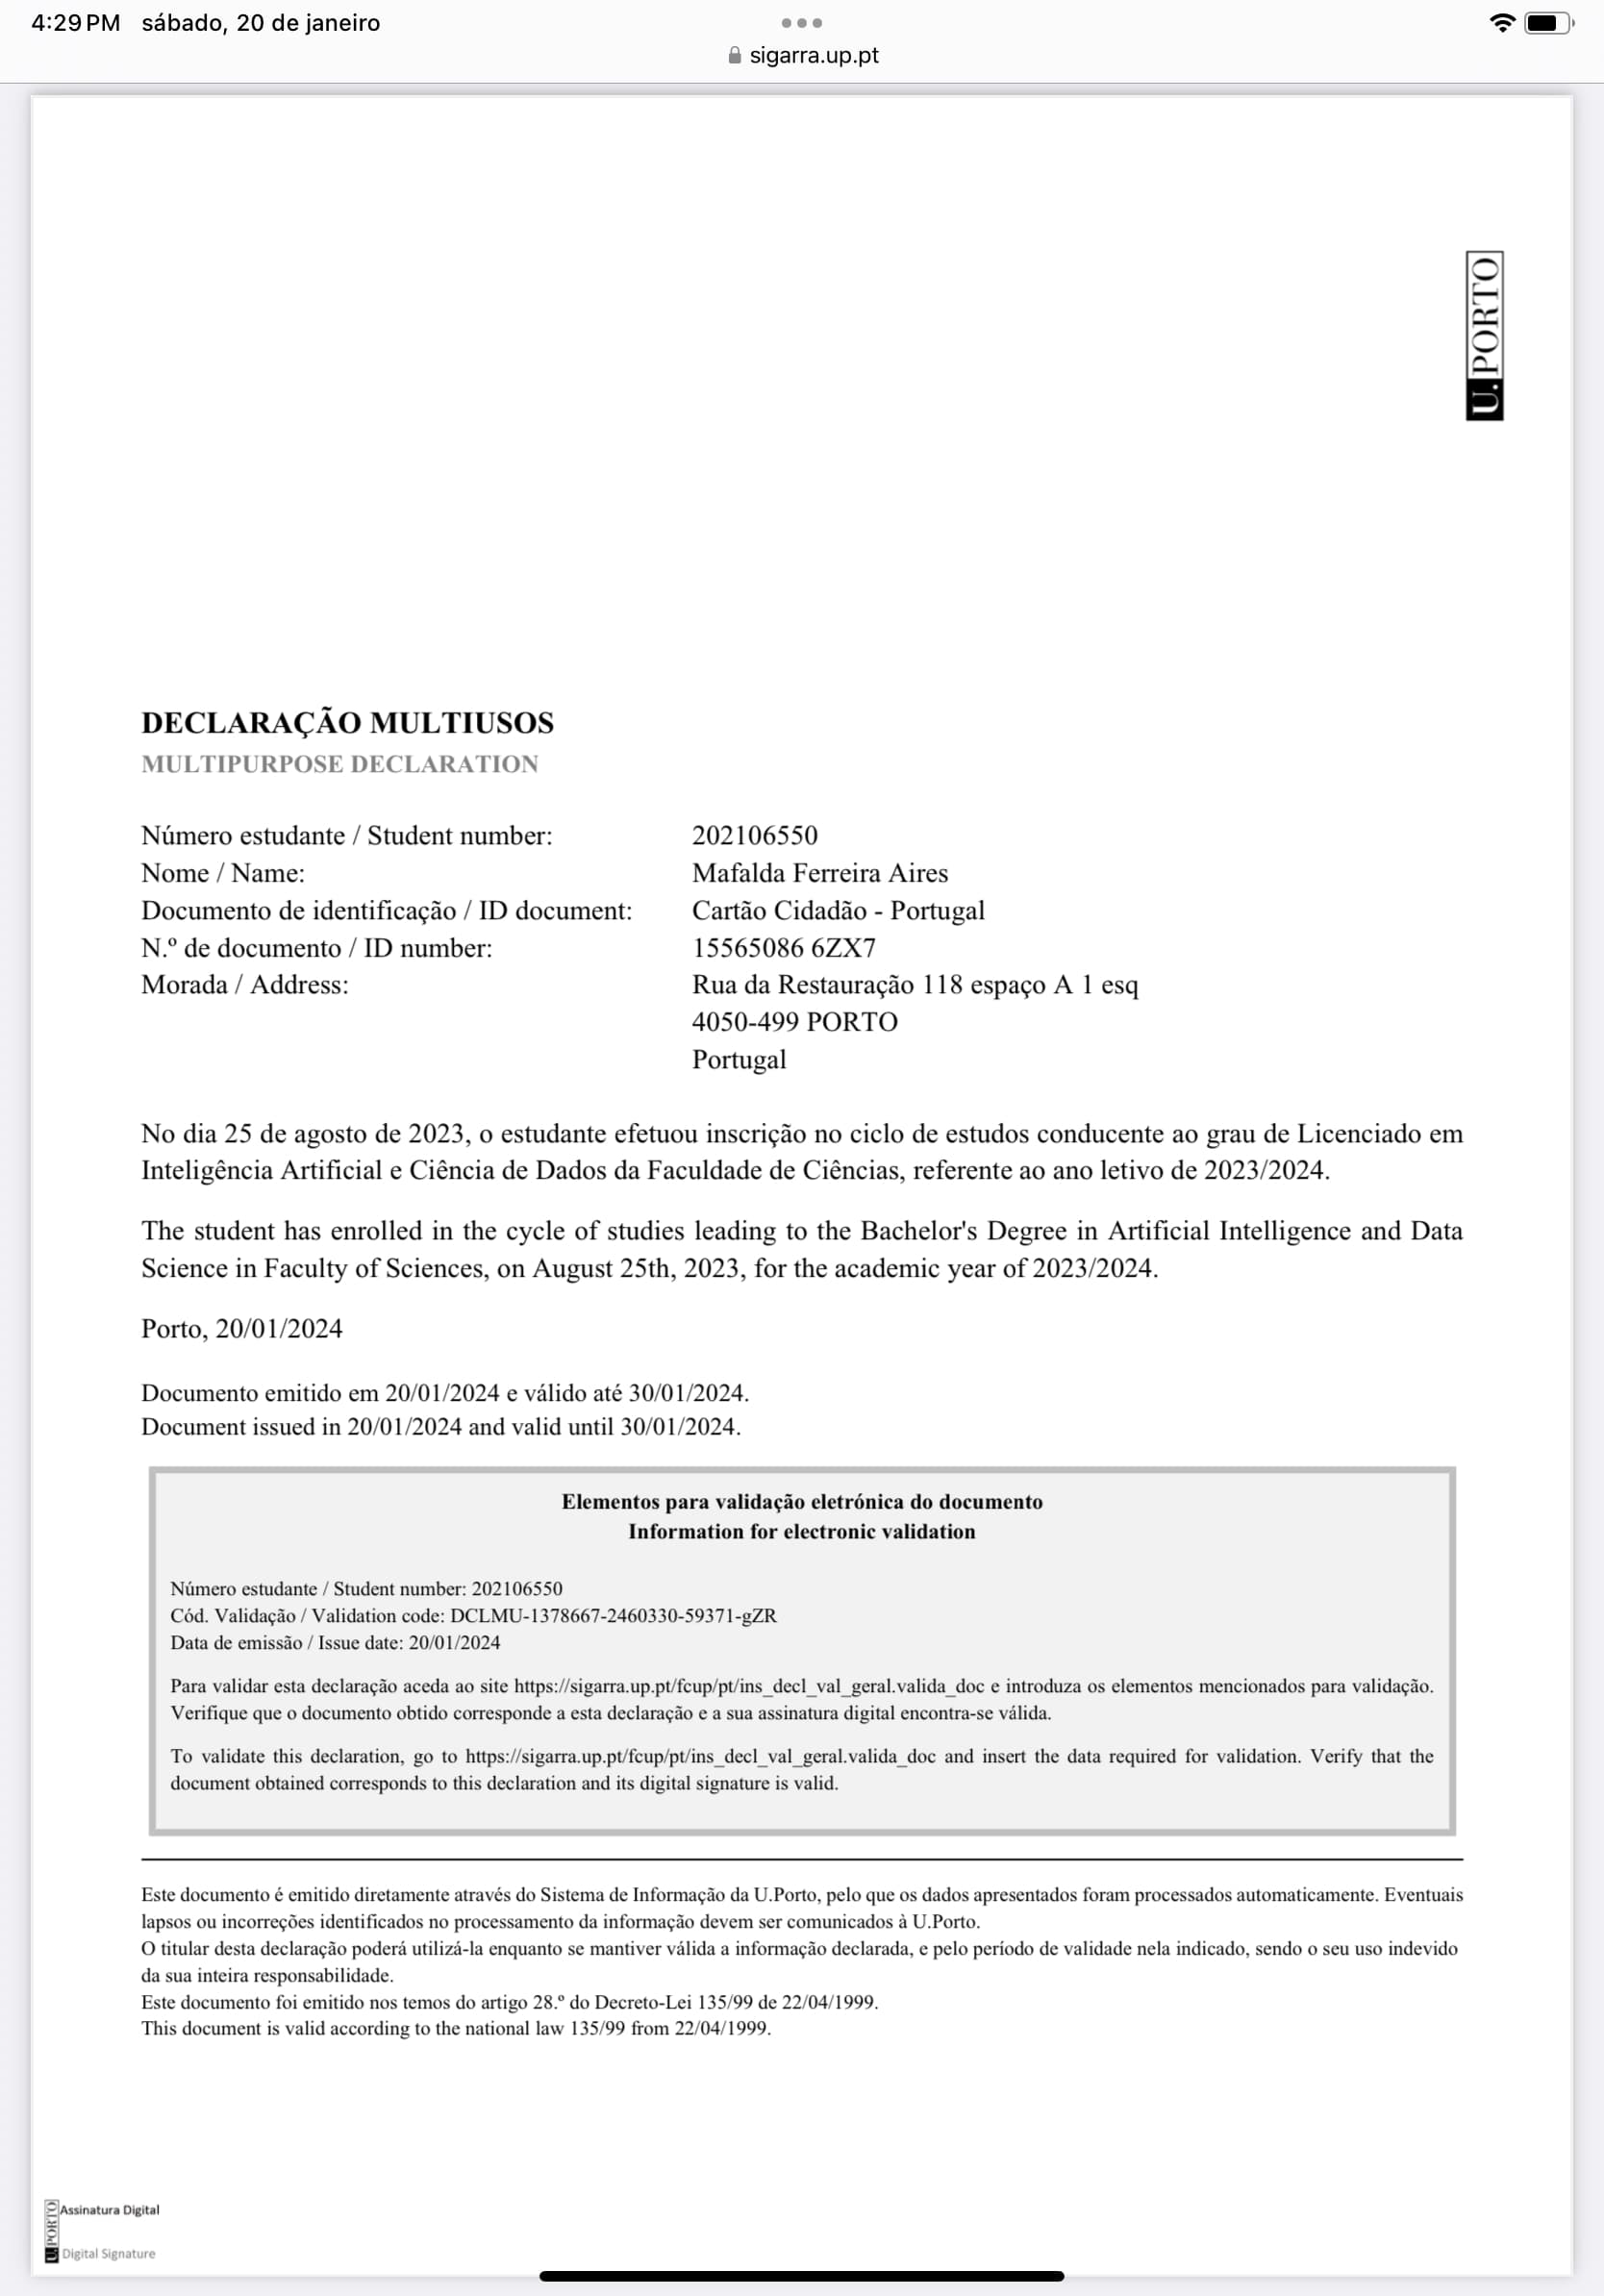 4:29 PM sábado, 20 de janeiro
sigarra.up.pt
U.PORTO
DECLARAÇÃO MULTIUSOS
MULTIPURPOSE DECLARATION
Número estudante / Student number: 202106550
Nome / Name: Mafalda Ferreira Aires
Documento de identificação / ID document: Cartão Cidadão - Portugal
N.º de documento / ID number: 15565086 6ZX7
Morada / Address: Rua da Restauração 118 espaço A 1 esq
4050-499 PORTO
Portugal
No dia 25 de agosto de 2023, o estudante efetuou inscrição no ciclo de estudos conducente ao grau de Licenciado em
Inteligência Artificial e Ciência de Dados da Faculdade de Ciências, referente ao ano letivo de 2023/2024.
The student has enrolled in the cycle of studies leading to the Bachelor's Degree in Artificial Intelligence and Data
Science in Faculty of Sciences, on August 25th, 2023, for the academic year of 2023/2024.
Porto, 20/01/2024
Documento emitido em 20/01/2024 e válido até 30/01/2024.
Document issued in 20/01/2024 and valid until 30/01/2024.
Elementos para validação eletrónica do documento
Information for electronic validation
Número estudante / Student number: 202106550
Cód. Validação / Validation code: DCLMU-1378667-2460330-59371-gZR
Data de emissão / Issue date: 20/01/2024
Para validar esta declaração aceda ao site https://sigarra.up.pt/fcup/pt/ins_decl_val_geral.valida_doc e introduza os elementos mencionados para validação.
Verifique que o documento obtido corresponde a esta declaração e a sua assinatura digital encontra-se válida.
To validate this declaration, go to https://sigarra.up.pt/fcup/pt/ins_decl_val_geral.valida_doc and insert the data required for validation. Verify that the
document obtained corresponds to this declaration and its digital signature is valid.
Este documento é emitido diretamente através do Sistema de Informação da U.Porto, pelo que os dados apresentados foram processados automaticamente. Eventuais
lapsos ou incorreções identificados no processamento da informação devem ser comunicados à U.Porto.
O titular desta declaração poderá utilizá-la enquanto se mantiver válida a informação declarada, e pelo período de validade nela indicado, sendo o seu uso indevido
da sua inteira responsabilidade.
Este documento foi emitido nos temos do artigo 28.º do Decreto-Lei 135/99 de 22/04/1999.
This document is valid according to the national law 135/99 from 22/04/1999.
U.PORTO
Assinatura Digital
Digital Signature